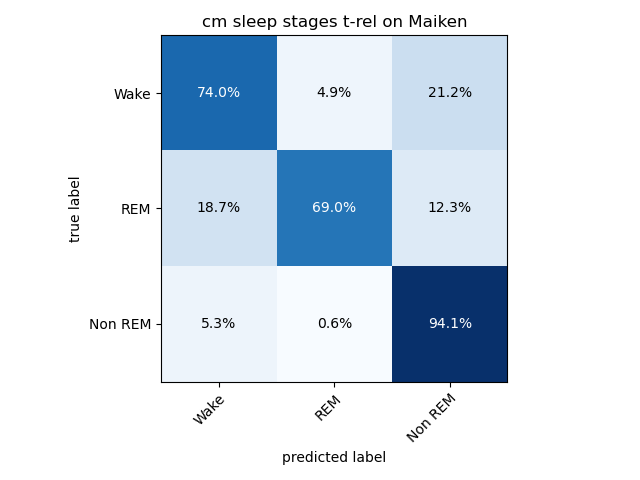 cm sleep stages t-rel on Maiken
true label
Wake
74.0% 4.9% 21.2%
REM
18.7% 69.0% 12.3%
Non REM
5.3% 0.6% 94.1%
Wake REM Non REM
predicted label